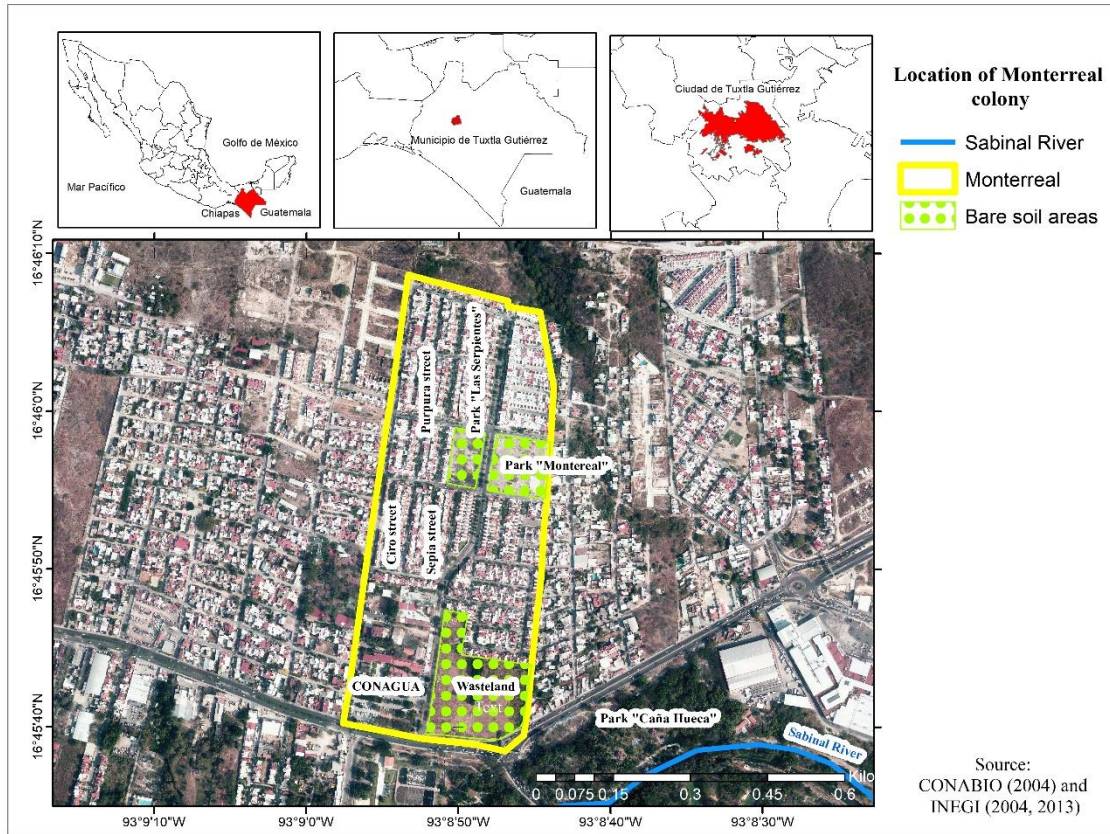 Golfo de México
Mar Pacífico
Chiapas
Guatemala
Municipio de Tuxtla Gutiérrez
Guatemala
Ciudad de Tuxtla Gutiérrez
Location of Monterreal
colony
Sabinal River
Monterreal
Bare soil areas
16°46'10"N
16°46'0"N
16°45'50"N
16°45'40"N
Purpura street
Park "Las Serpientes"
Park "Montereal"
Ciro street
Sepia street
CONAGUA
Wasteland
Text
Park "Caña Hueca"
Sabinal River
Kilo
0 0.075 0.15 0.3 0.45 0.6
93°9'10"W 93°9'0"W 93°8'50"W 93°8'40"W 93°8'30"W
Source:
CONABIO (2004) and
INEGI (2004, 2013)